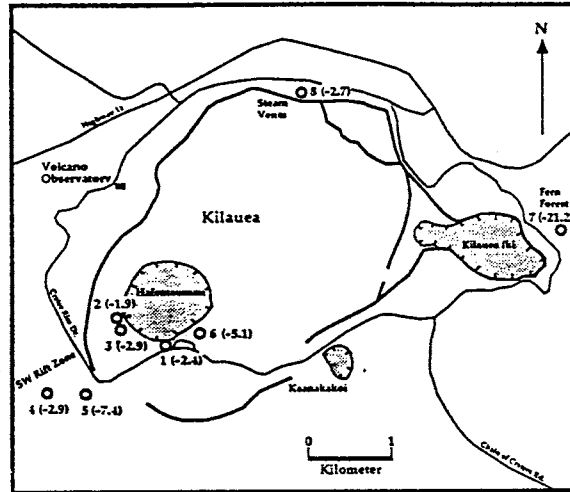 N
8 (-2.7)
Steam
Vents
Highway 11
Volcano
Observatory
Fern
Forest
7 (-21.2
Kilauea
Kilauea Iki
Halemaumau
2 (-1.9)
3 (-2.9)
6 (-5.1)
1 (-2.4)
Crater Rim Dr.
SW Rift Zone
Keanakakoi
4 (-2.9)
5 (-7.4)
0
1
Kilometer
Chain of Craters Rd.